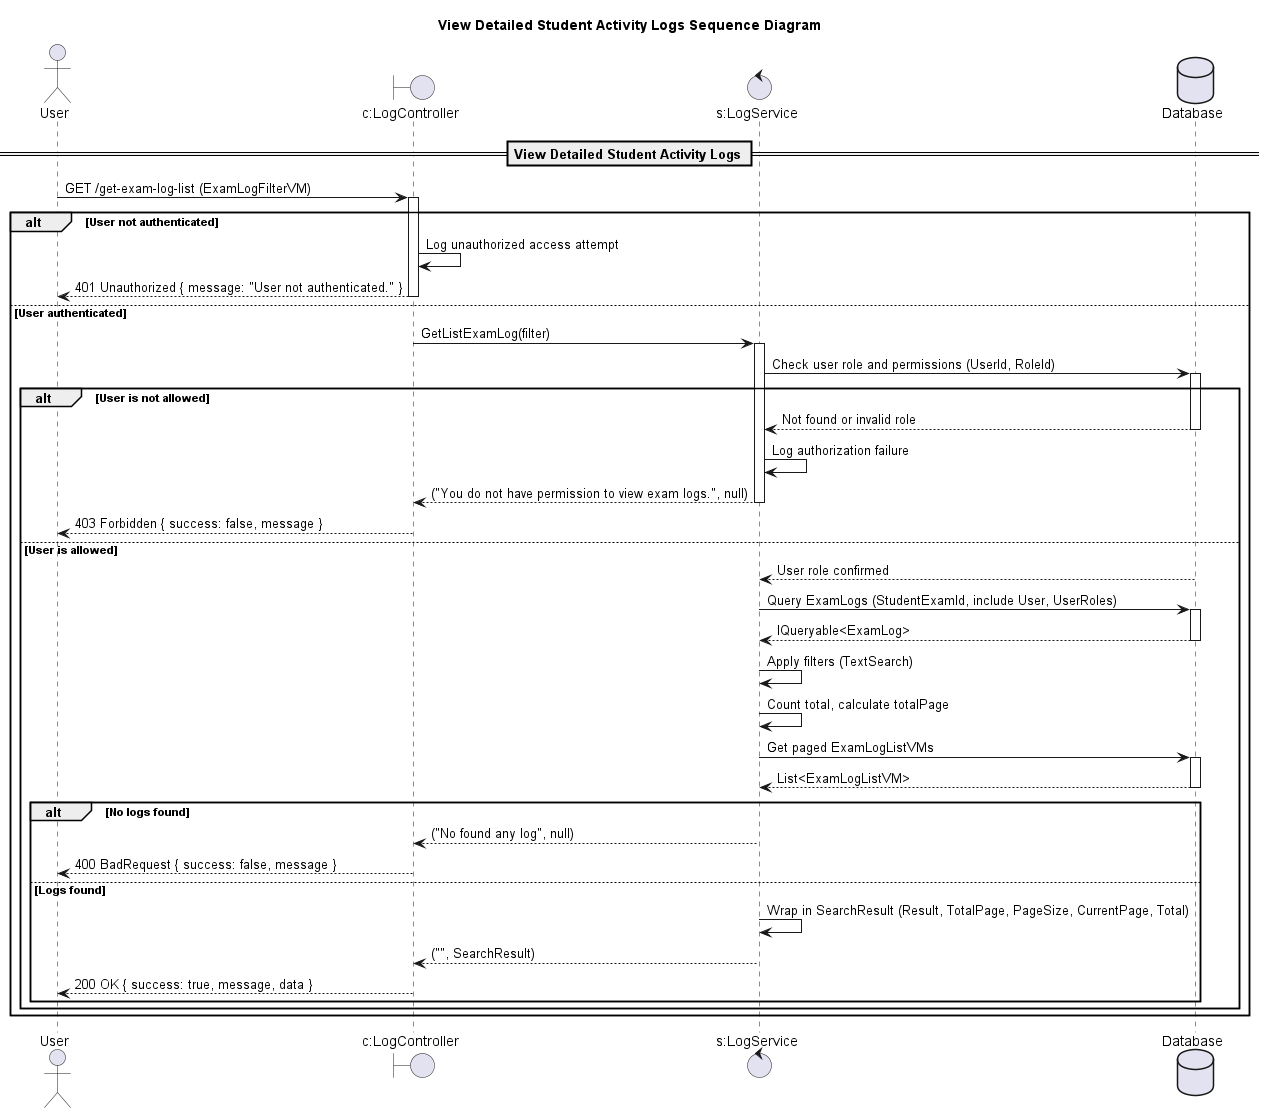 View Detailed Student Activity Logs Sequence Diagram
User
c:LogController
s:LogService
Database
View Detailed Student Activity Logs
GET /get-exam-log-list (ExamLogFilterVM)
alt
[User not authenticated]
Log unauthorized access attempt
401 Unauthorized { message: "User not authenticated." }
[User authenticated]
GetListExamLog(filter)
Check user role and permissions (UserId, RoleId)
alt
[User is not allowed]
Not found or invalid role
Log authorization failure
("You do not have permission to view exam logs.", null)
403 Forbidden { success: false, message }
[User is allowed]
User role confirmed
Query ExamLogs (StudentExamId, include User, UserRoles)
IQueryable<ExamLog>
Apply filters (TextSearch)
Count total, calculate totalPage
Get paged ExamLogListVMs
List<ExamLogListVM>
alt
[No logs found]
("No found any log", null)
400 BadRequest { success: false, message }
[Logs found]
Wrap in SearchResult (Result, TotalPage, PageSize, CurrentPage, Total)
("", SearchResult)
200 OK { success: true, message, data }
User
c:LogController
s:LogService
Database